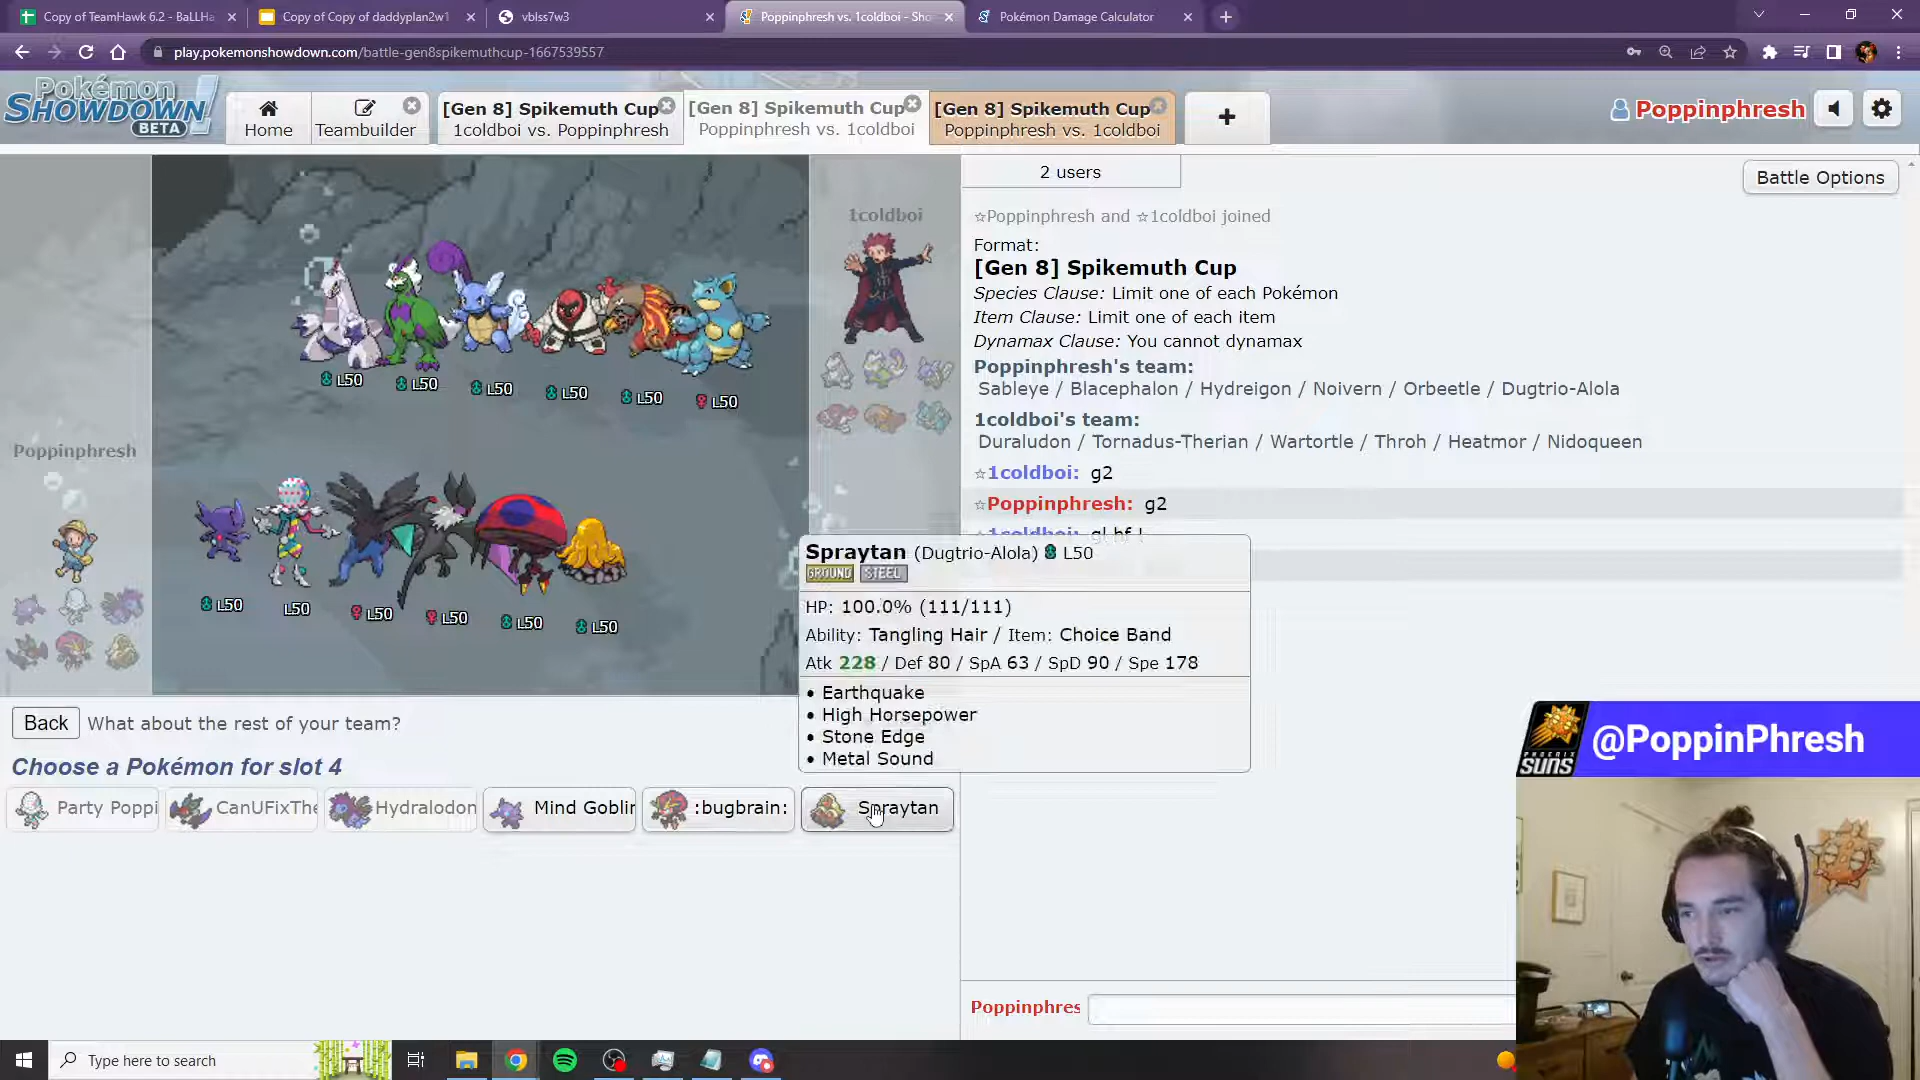 Copy of TeamHawk 6.2 - BaLLHa
Copy of Copy of daddyplan2w1
vblss7w3
Poppinphresh vs. 1coldboi - Sho
Pokémon Damage Calculator
play.pokemonshowdown.com/battle-gen8spikemuthcup-1667539557
Pokémon
SHOWDOWN!
BETA
Home
Teambuilder
[Gen 8] Spikemuth Cup
1coldboi vs. Poppinphresh
[Gen 8] Spikemuth Cup
Poppinphresh vs. 1coldboi
[Gen 8] Spikemuth Cup
Poppinphresh vs. 1coldboi
Poppinphresh
2 users
Battle Options
☆Poppinphresh and ☆1coldboi joined
Format:
[Gen 8] Spikemuth Cup
Species Clause: Limit one of each Pokémon
Item Clause: Limit one of each item
Dynamax Clause: You cannot dynamax
Poppinphresh's team:
Sableye / Blacephalon / Hydreigon / Noivern / Orbeetle / Dugtrio-Alola
1coldboi's team:
Duraludon / Tornadus-Therian / Wartortle / Throh / Heatmor / Nidoqueen
☆1coldboi: g2
☆Poppinphresh: g2
☆1coldboi: gl hf !
1coldboi
L50
L50
L50
L50
L50
L50
Poppinphresh
L50
L50
L50
L50
L50
L50
Spraytan (Dugtrio-Alola) L50
GROUND STEEL
HP: 100.0% (111/111)
Ability: Tangling Hair / Item: Choice Band
Atk 228 / Def 80 / SpA 63 / SpD 90 / Spe 178
• Earthquake
• High Horsepower
• Stone Edge
• Metal Sound
Back What about the rest of your team?
Choose a Pokémon for slot 4
Party Poppi
CanUFixThe
Hydralodon
Mind Goblin
:bugbrain:
Spraytan
Poppinphres
PHOENIX
SUNS
@PoppinPhresh
Type here to search